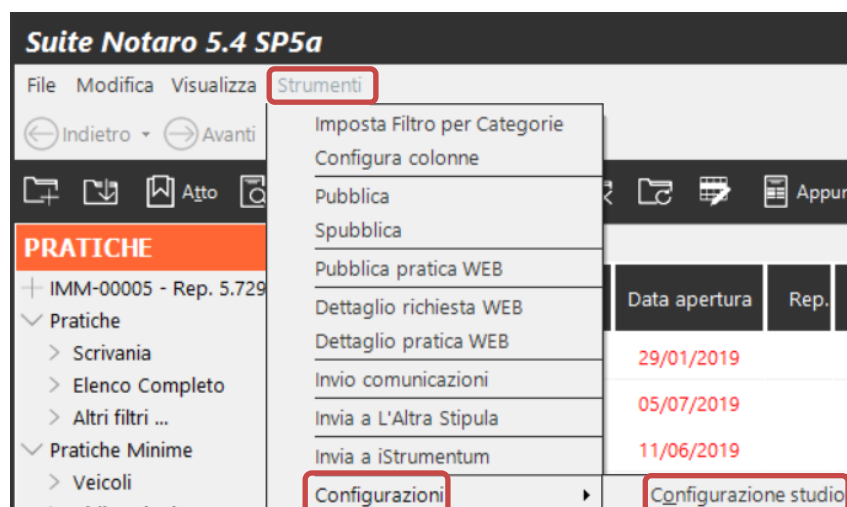 Suite Notaro 5.4 SP5a
File Modifica Visualizza Strumenti
Indietro Avanti
Imposta Filtro per Categorie
Configura colonne
Atto
Appur
Pubblica
Spubblica
PRATICHE
Pubblica pratica WEB
IMM-00005 - Rep. 5.729
Dettaglio richiesta WEB
Data apertura Rep.
Pratiche
Dettaglio pratica WEB
Scrivania
29/01/2019
Invio comunicazioni
Elenco Completo
05/07/2019
Altri filtri ...
Invia a L'Altra Stipula
Pratiche Minime
11/06/2019
Invia a iStrumentum
Veicoli
Configurazioni
Configurazione studio